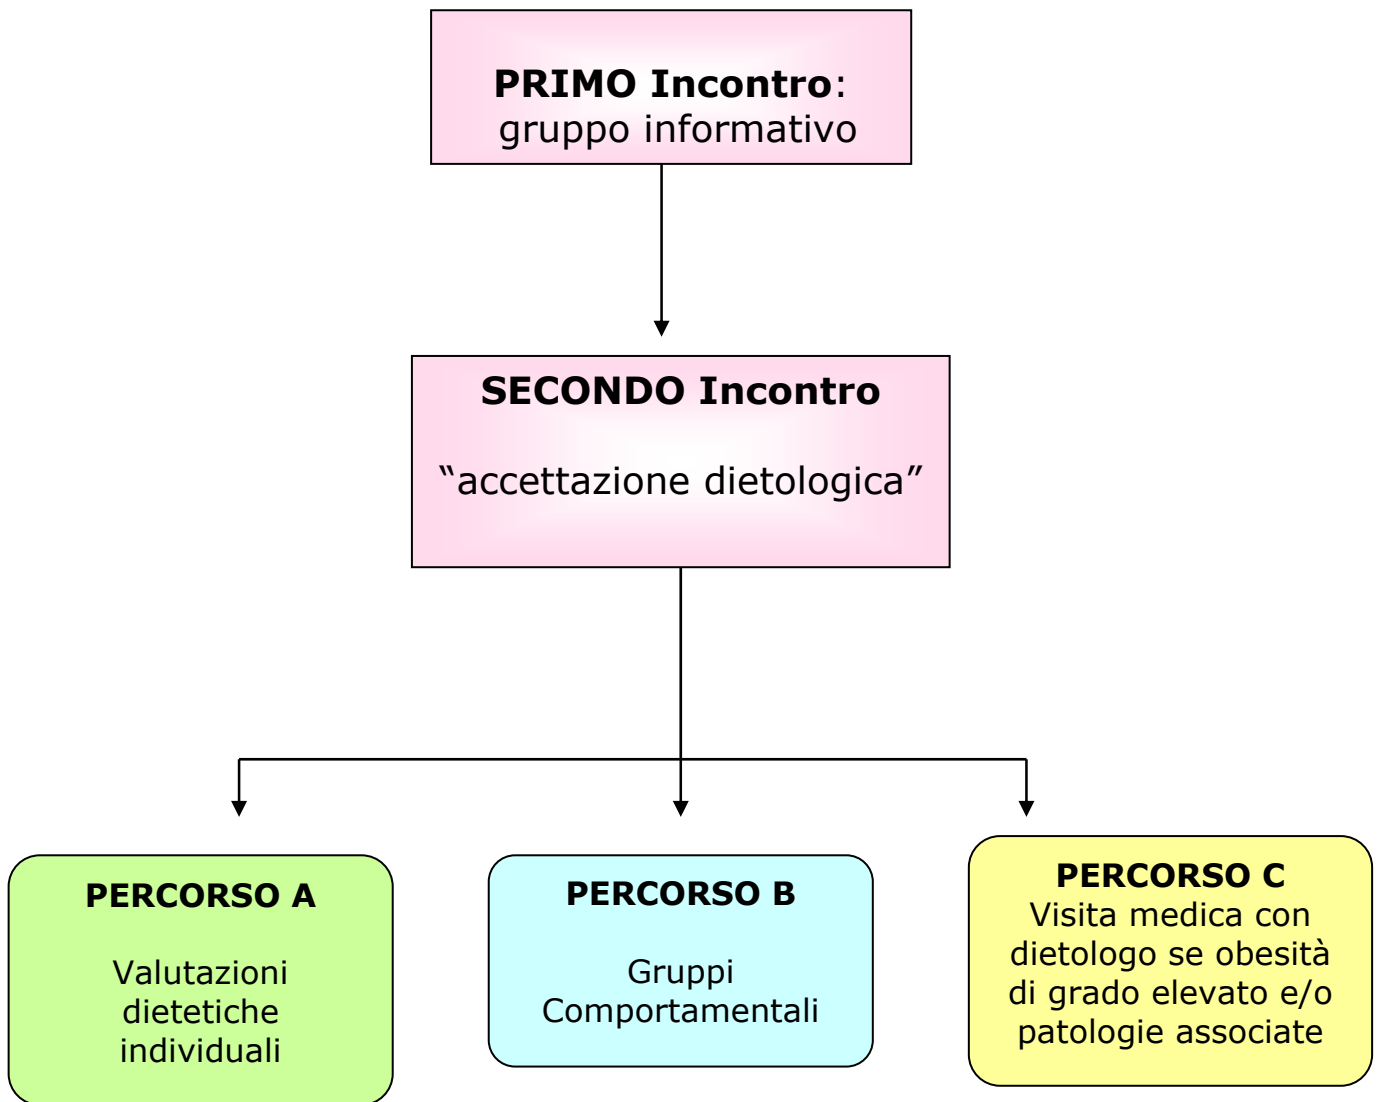 PRIMO Incontro:
gruppo informativo
SECONDO Incontro
“accettazione dietologica”
PERCORSO A
Valutazioni
dietetiche
individuali
PERCORSO B
Gruppi
Comportamentali
PERCORSO C
Visita medica con
dietologo se obesità
di grado elevato e/o
patologie associate